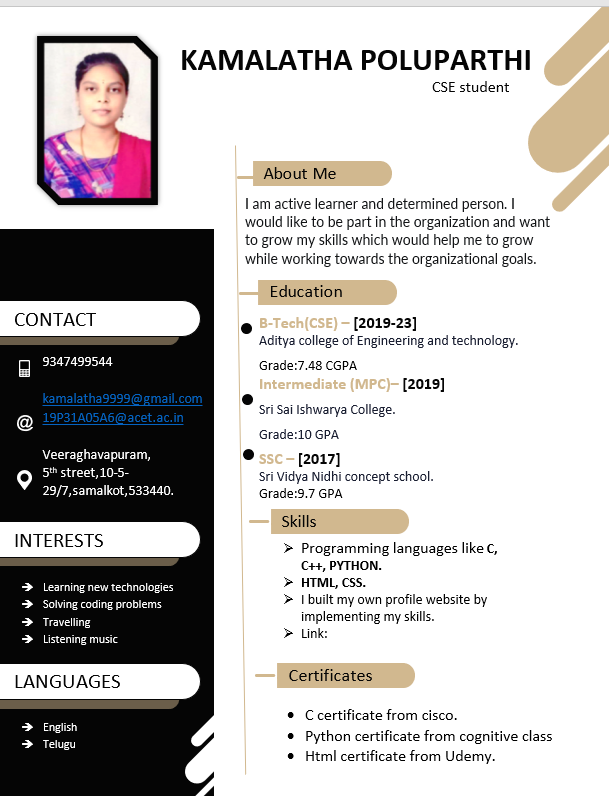 KAMALATHA POLUPARTHI
CSE student
CONTACT
9347499544
kamalatha9999@gmail.com
19P31A05A6@acet.ac.in
Veeraghavapuram,
5th street,10-5-
29/7,samalkot,533440.
INTERESTS
Learning new technologies
Solving coding problems
Travelling
Listening music
LANGUAGES
English
Telugu
About Me
I am active learner and determined person. I
would like to be part in the organization and want
to grow my skills which would help me to grow
while working towards the organizational goals.
Education
B-Tech(CSE) – [2019-23]
Aditya college of Engineering and technology.
Grade:7.48 CGPA
Intermediate (MPC)– [2019]
Sri Sai Ishwarya College.
Grade:10 GPA
SSC – [2017]
Sri Vidya Nidhi concept school.
Grade:9.7 GPA
Skills
Programming languages like C,
C++, PYTHON.
HTML, CSS.
I built my own profile website by
implementing my skills.
Link:
Certificates
C certificate from cisco.
Python certificate from cognitive class
Html certificate from Udemy.